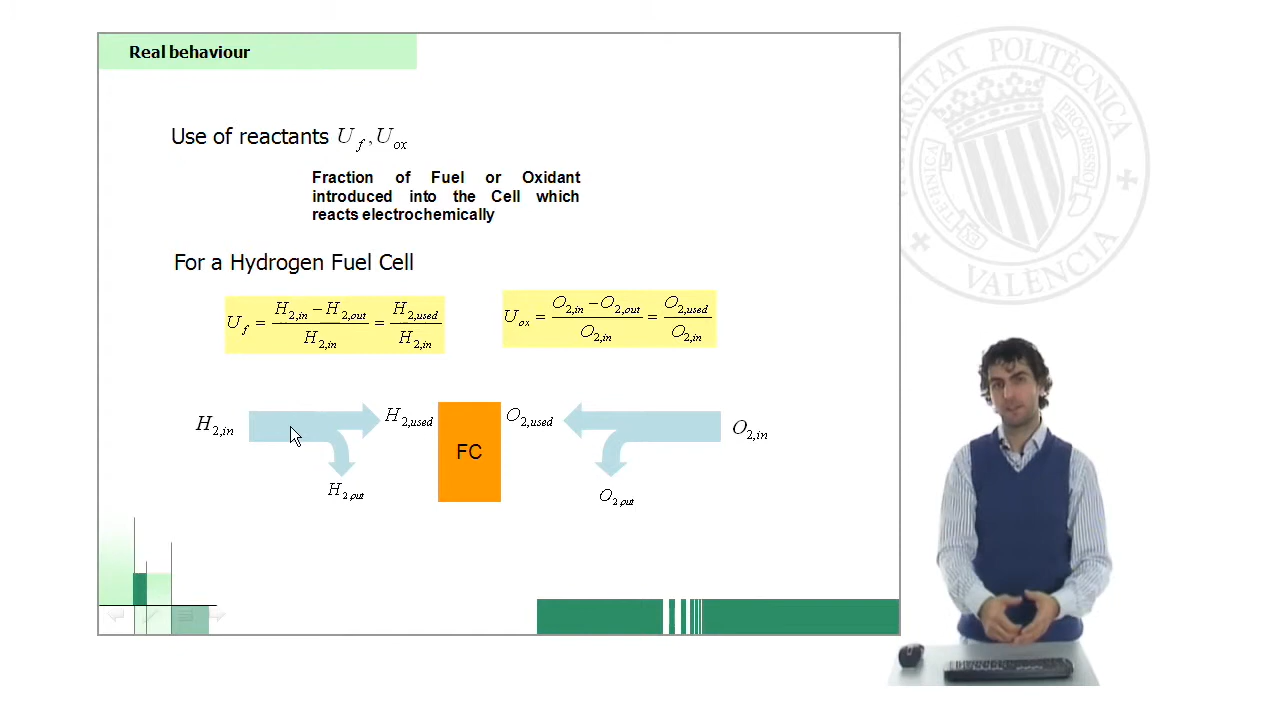 Real behaviour
UNIVERSITAT POLITÈCNICA
DE VALÈNCIA
Use of reactants U_f, U_ox
Fraction of Fuel or Oxidant
introduced into the Cell which
reacts electrochemically
For a Hydrogen Fuel Cell
U_f = (H_2,in − H_2,out) / H_2,in = H_2,used / H_2,in
U_ox = (O_2,in − O_2,out) / O_2,in = O_2,used / O_2,in
H_2,in
H_2,used
FC
O_2,used
O_2,in
H_2,out
O_2,out